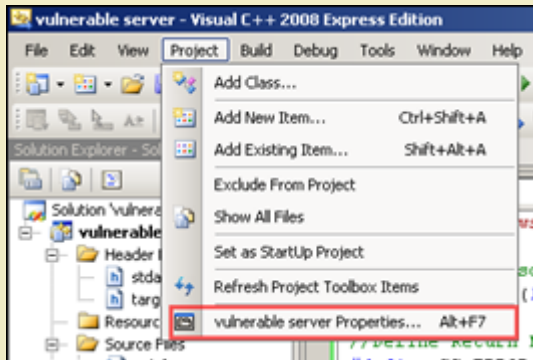 vulnerable server - Visual C++ 2008 Express Edition
File Edit View Project Build Debug Tools Window Help
Add Class...
Add New Item... Ctrl+Shift+A
Add Existing Item... Shift+Alt+A
Solution Explorer - Sol
Exclude From Project
Show All Files
Solution 'vulnera
vulnerable
Set as StartUp Project
Header
stda
Refresh Project Toolbox Items
targ
Resourc
vulnerable server Properties... Alt+F7
Source Files
//Define Return